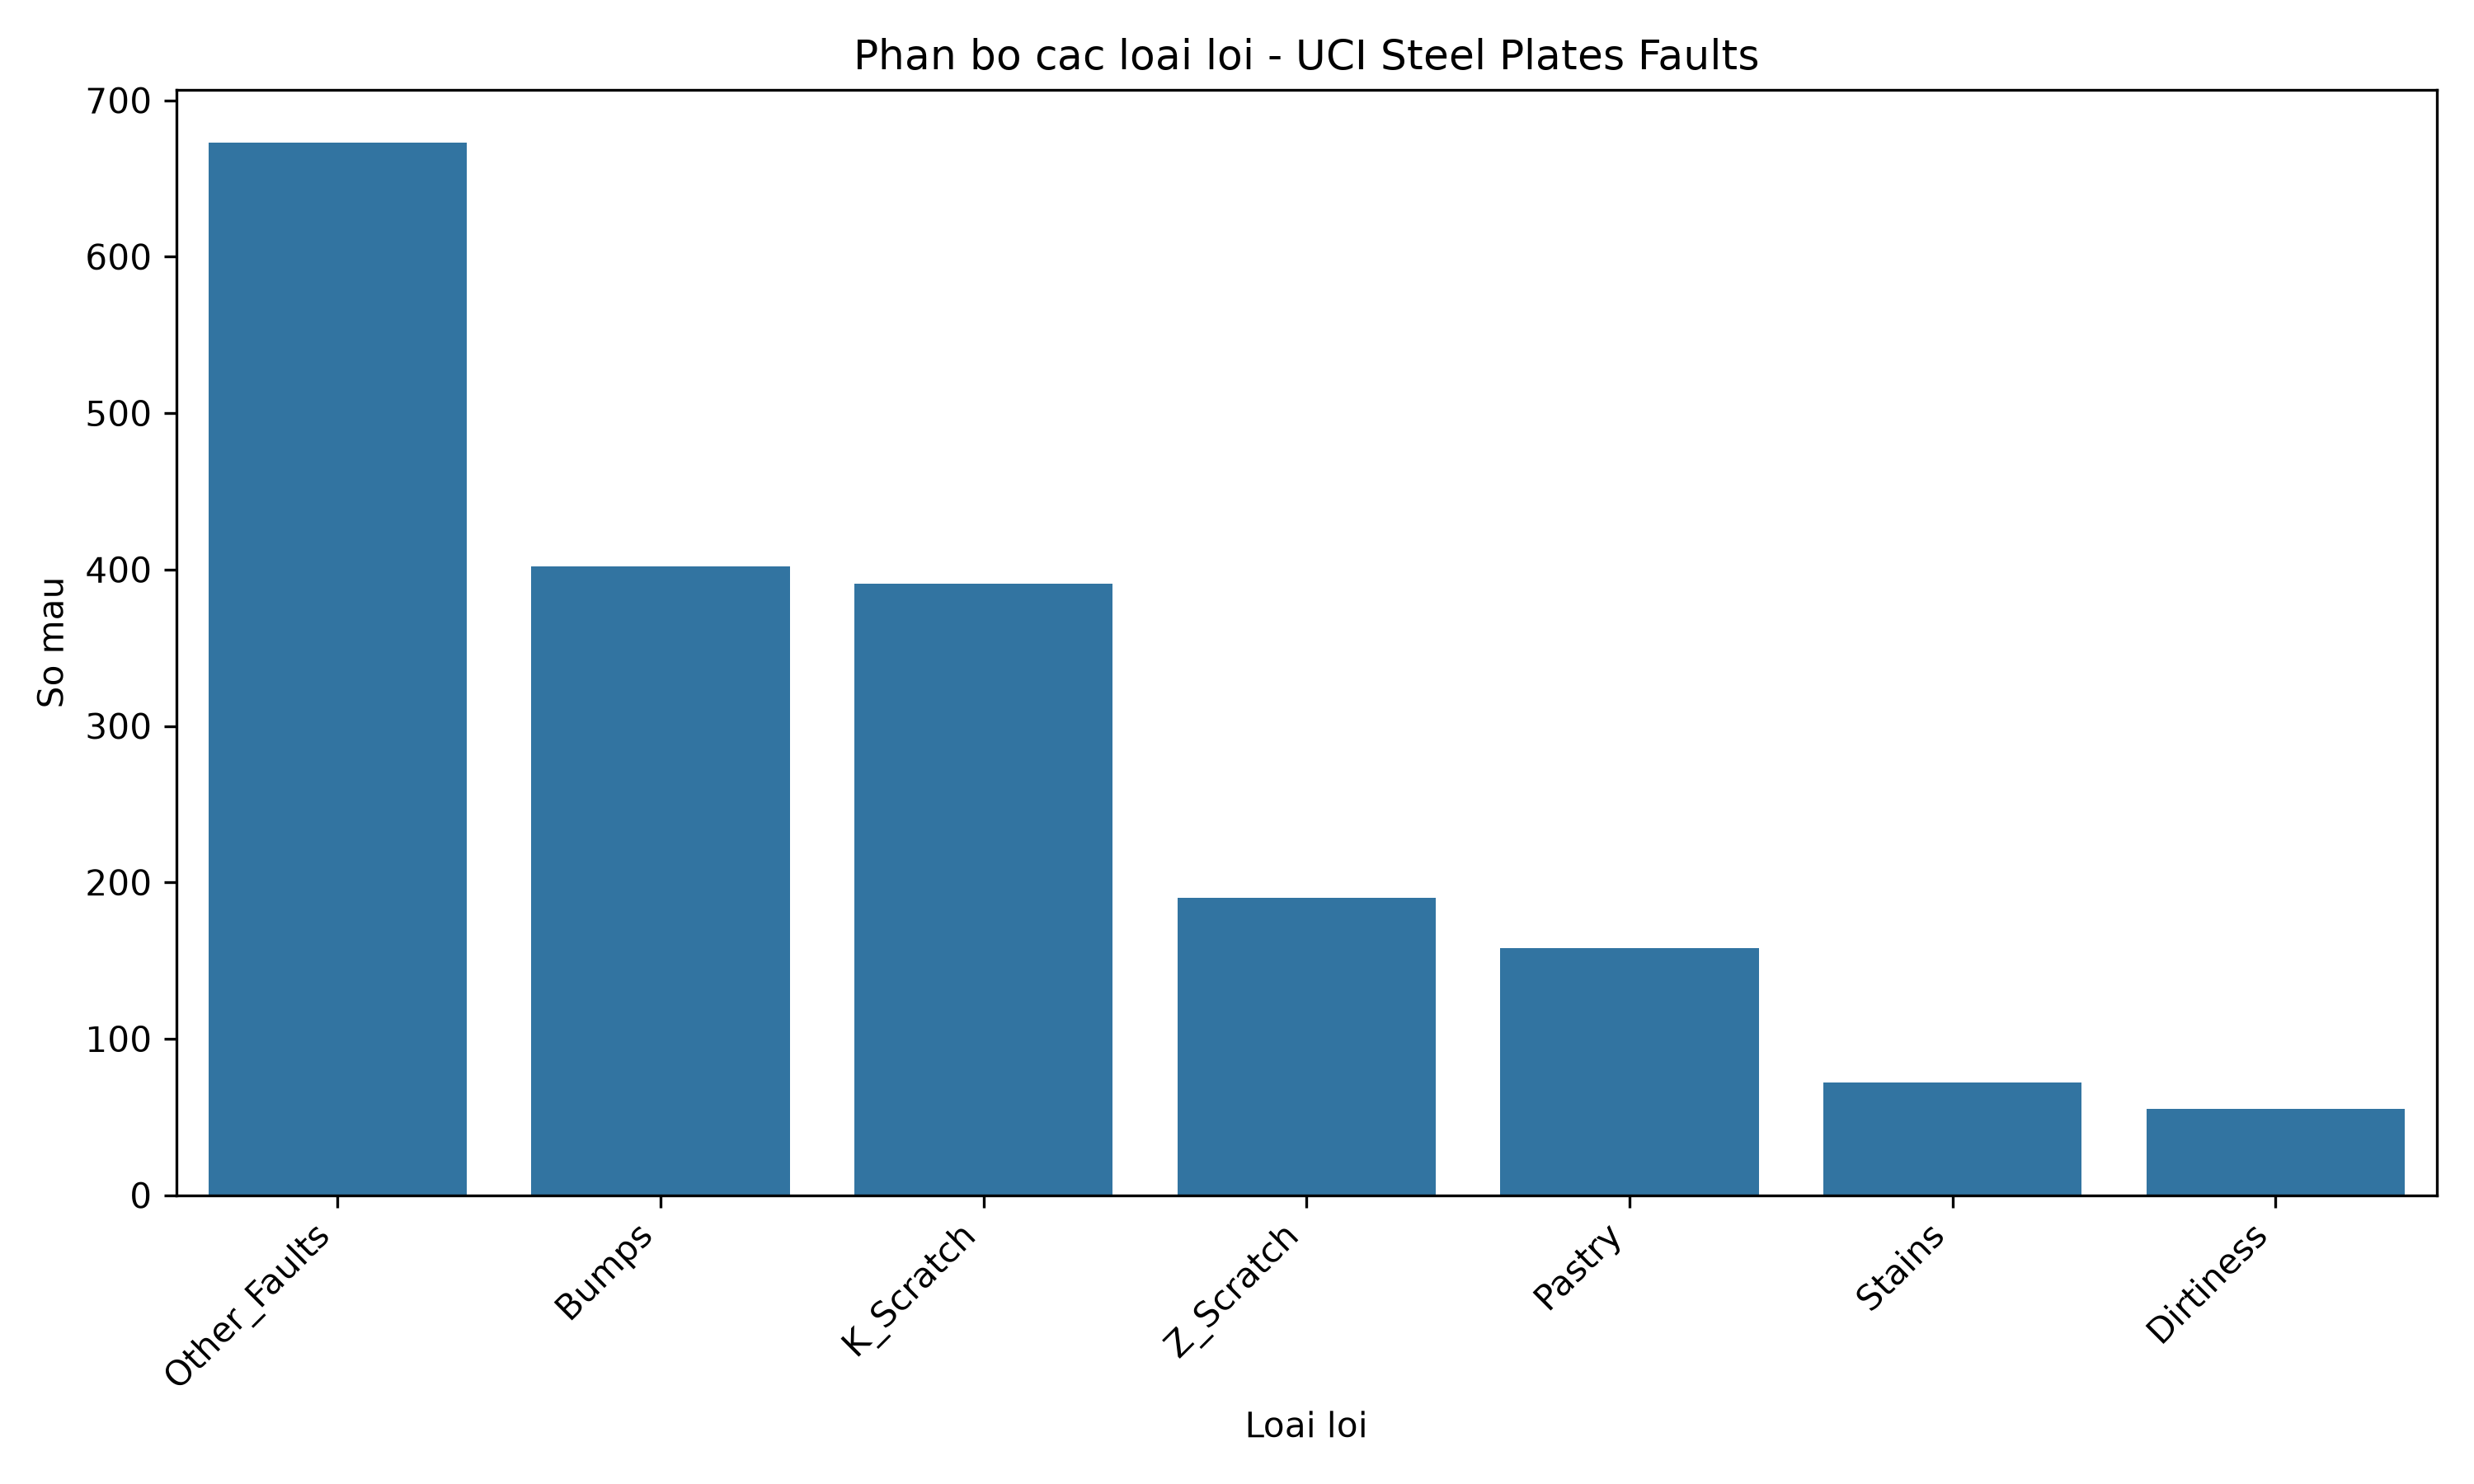 Phan bo cac loai loi - UCI Steel Plates Faults
700
600
500
400
300
200
100
0
So mau
Other_Faults
Bumps
K_Scratch
Z_Scratch
Pastry
Stains
Dirtiness
Loai loi